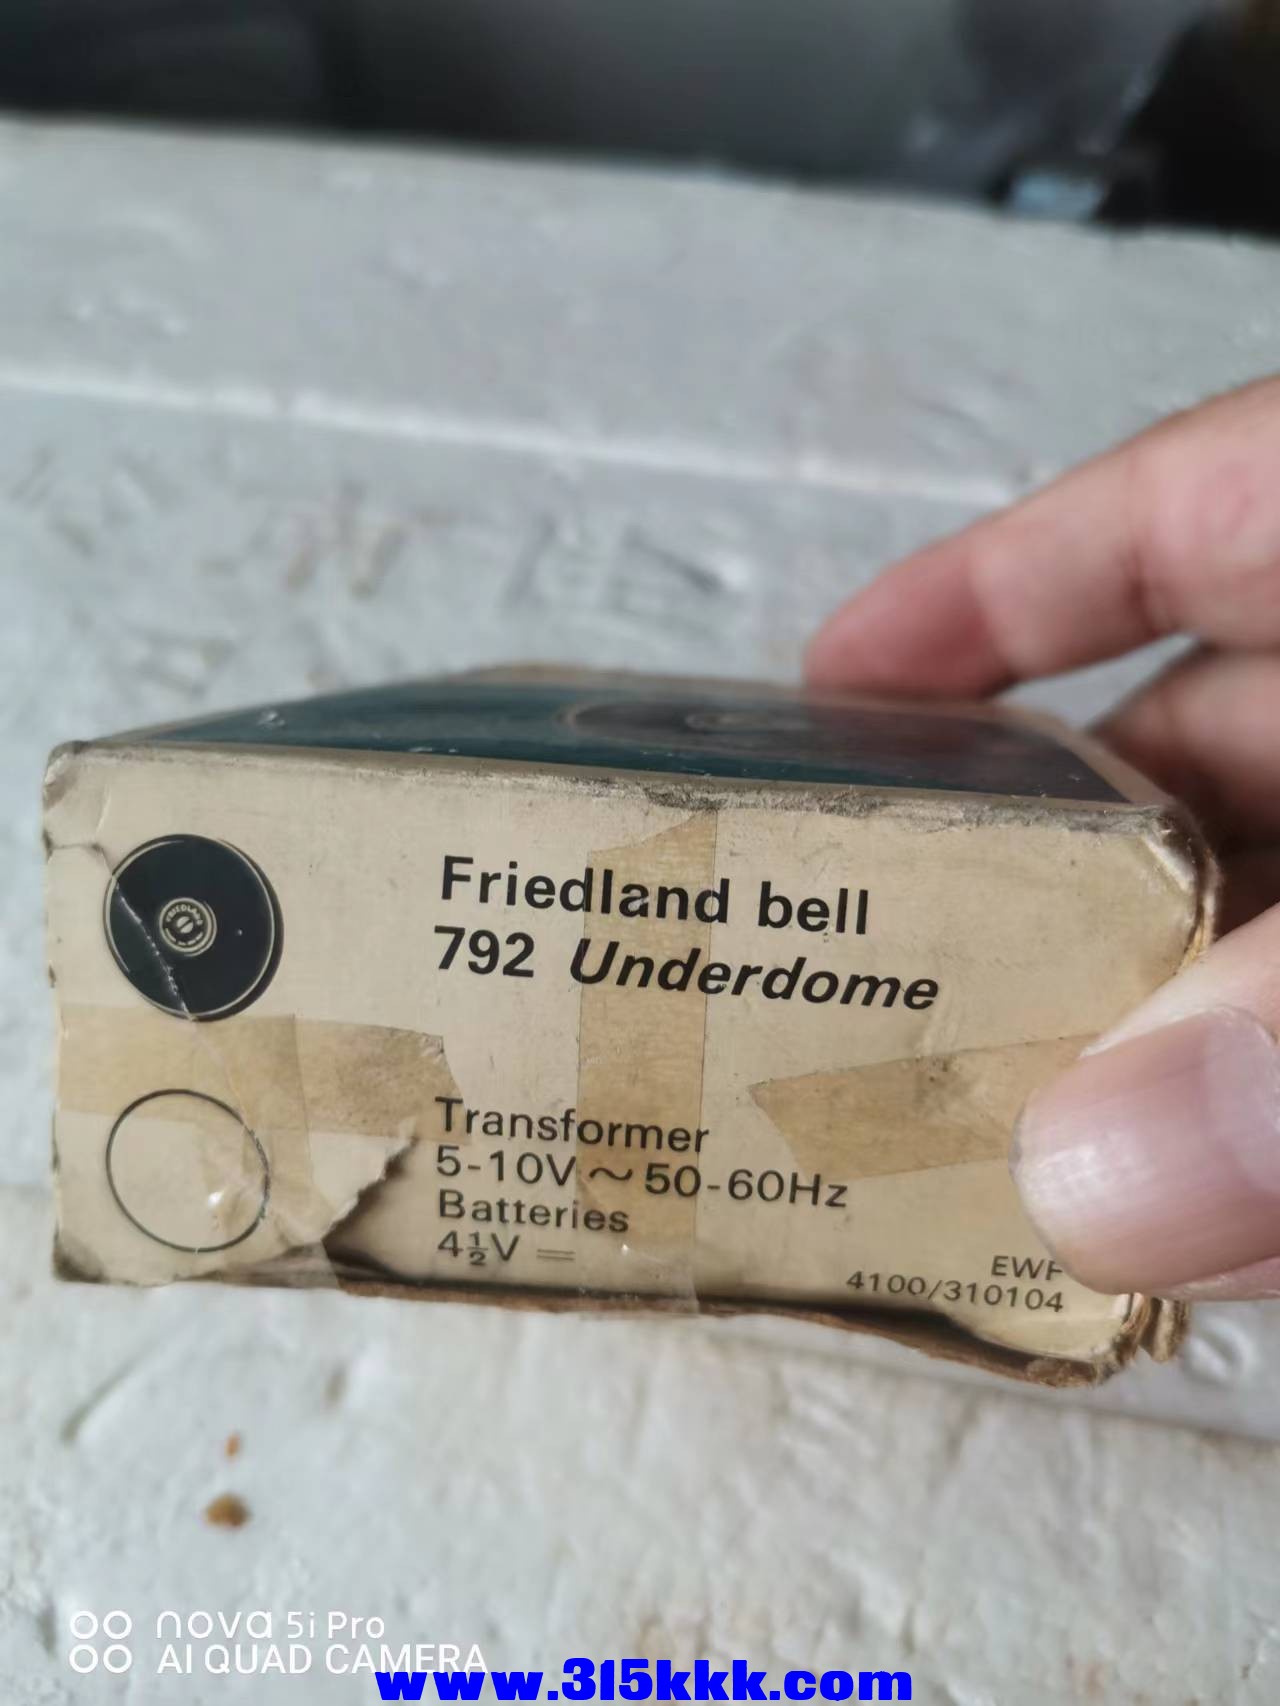 FRIEDLAND
Friedland bell
792 Underdome
Transformer
5-10V ~ 50-60Hz
Batteries
4½V ⎓
EWF
4100/310104
nova 5i Pro
AI QUAD CAMERA
www.315kkk.com